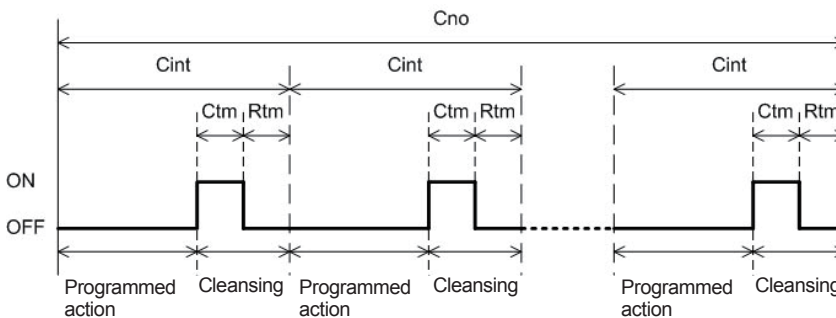 Cno
Cint Cint Cint
Ctm Rtm Ctm Rtm Ctm Rtm
ON
OFF
Programmed action Cleansing Programmed action Cleansing Programmed action Cleansing